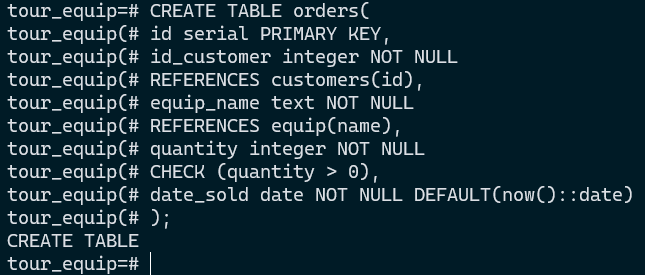 tour_equip=# CREATE TABLE orders(
tour_equip(# id serial PRIMARY KEY,
tour_equip(# id_customer integer NOT NULL
tour_equip(# REFERENCES customers(id),
tour_equip(# equip_name text NOT NULL
tour_equip(# REFERENCES equip(name),
tour_equip(# quantity integer NOT NULL
tour_equip(# CHECK (quantity > 0),
tour_equip(# date_sold date NOT NULL DEFAULT(now()::date)
tour_equip(# );
CREATE TABLE
tour_equip=#